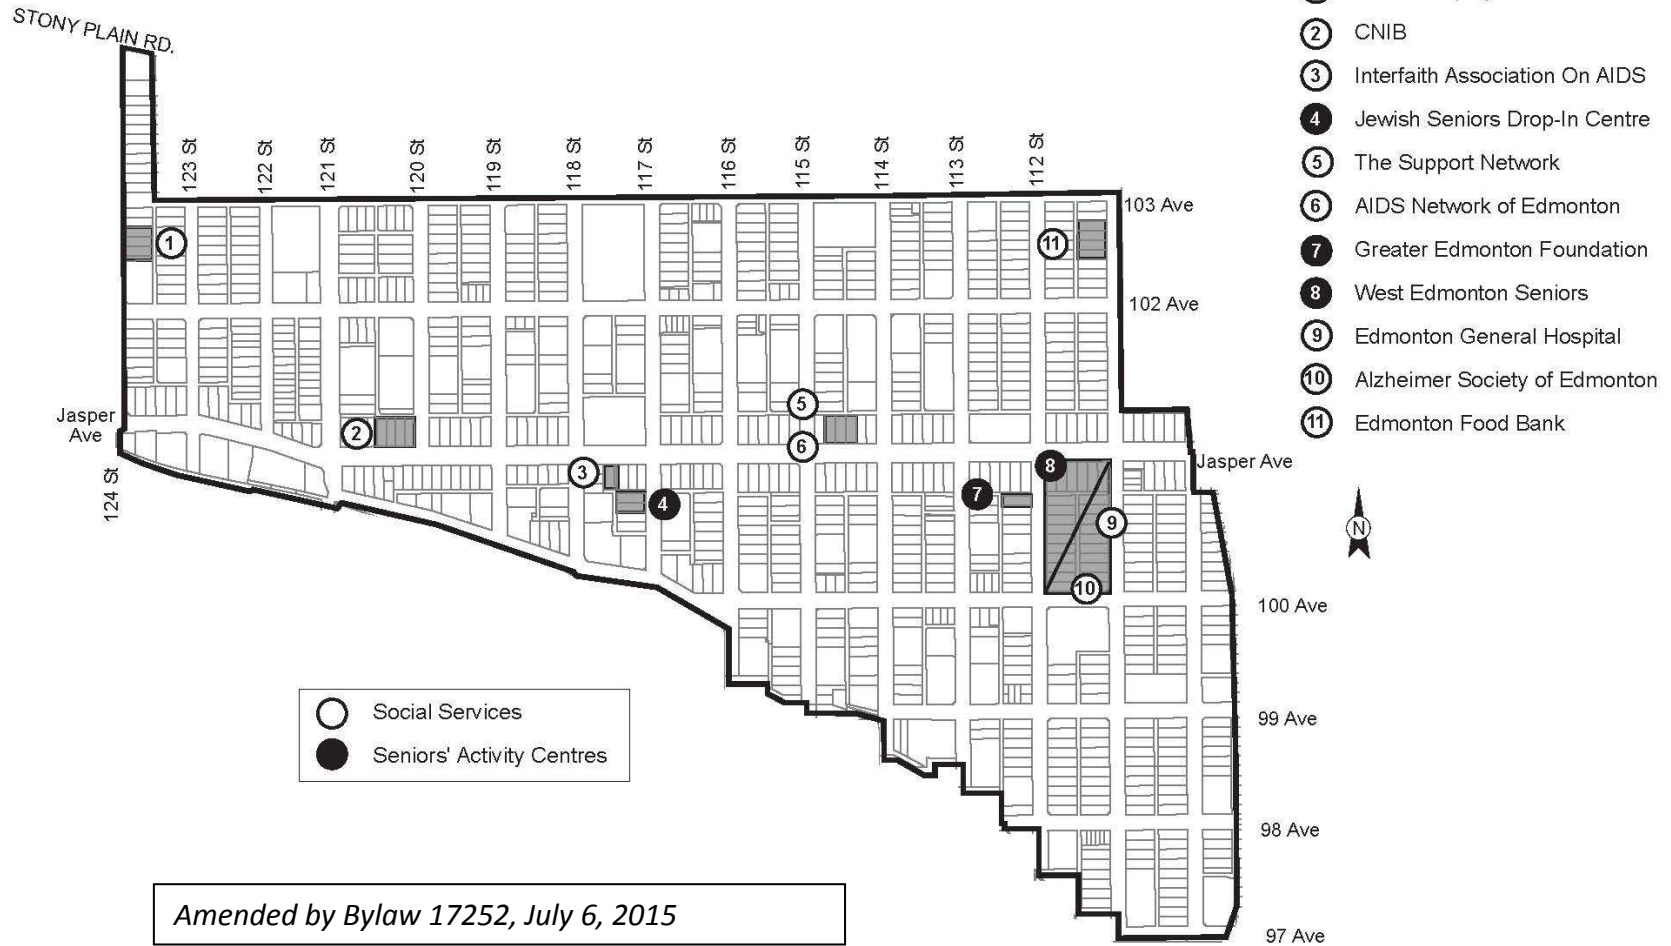 STONY PLAIN RD.
2 CNIB
3 Interfaith Association On AIDS
4 Jewish Seniors Drop-In Centre
5 The Support Network
6 AIDS Network of Edmonton
7 Greater Edmonton Foundation
8 West Edmonton Seniors
9 Edmonton General Hospital
10 Alzheimer Society of Edmonton
11 Edmonton Food Bank
123 St
122 St
121 St
120 St
119 St
118 St
117 St
116 St
115 St
114 St
113 St
112 St
103 Ave
1
11
102 Ave
Jasper
Ave
2
5
6
3
4
8
7
9
10
Jasper Ave
124 St
N
100 Ave
99 Ave
98 Ave
97 Ave
Social Services
Seniors' Activity Centres
Amended by Bylaw 17252, July 6, 2015